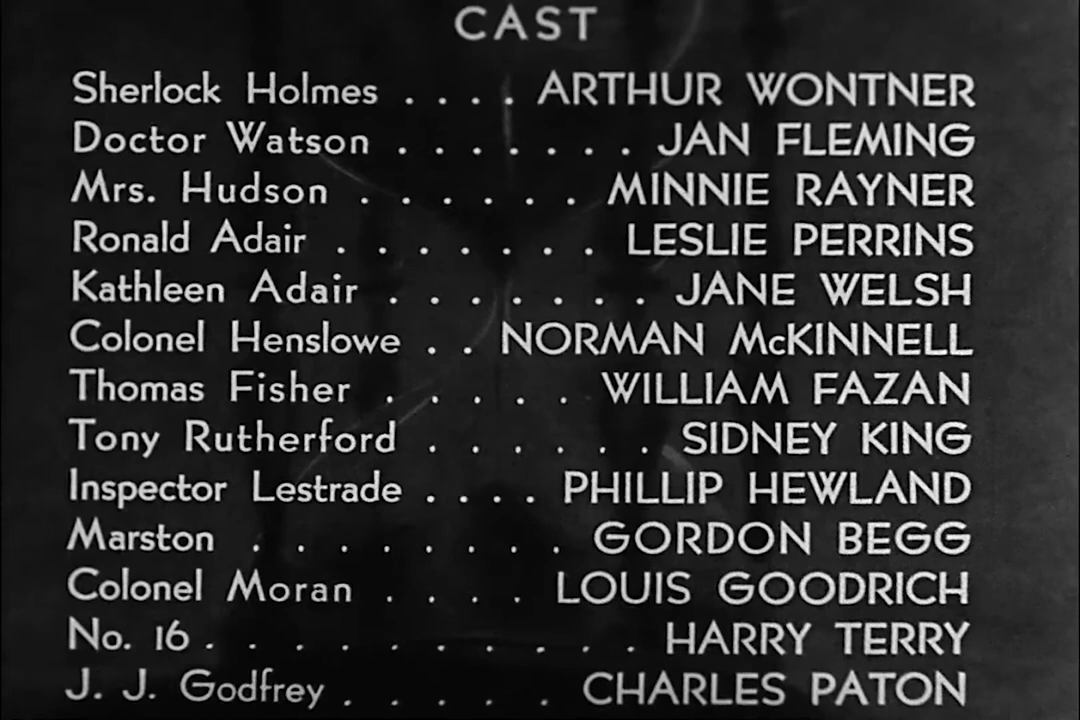 CAST
Sherlock Holmes . . . . ARTHUR WONTNER
Doctor Watson . . . . . . . JAN FLEMING
Mrs. Hudson . . . . . . MINNIE RAYNER
Ronald Adair . . . . . . . LESLIE PERRINS
Kathleen Adair . . . . . . . JANE WELSH
Colonel Henslowe . . NORMAN McKINNELL
Thomas Fisher . . . . . WILLIAM FAZAN
Tony Rutherford . . . . . . SIDNEY KING
Inspector Lestrade . . . . PHILLIP HEWLAND
Marston . . . . . . . . GORDON BEGG
Colonel Moran . . . . LOUIS GOODRICH
No. 16 . . . . . . . . . . . HARRY TERRY
J. J. Godfrey . . . . . CHARLES PATON